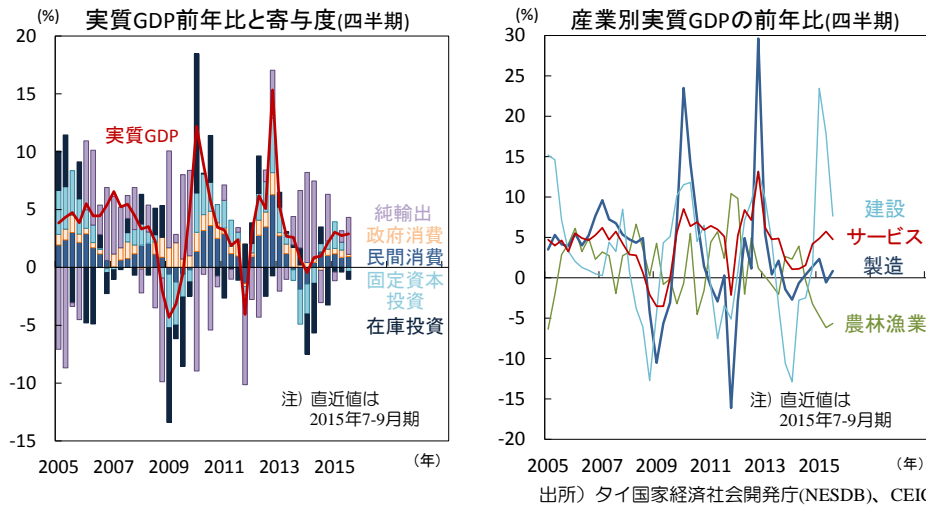 実質GDP前年比と寄与度(四半期)
(%)
20
15
10
5
0
-5
-10
-15
実質GDP
純輸出
政府消費
民間消費
固定資本
投資
在庫投資
注）直近値は
2015年7-9月期
2005 2007 2009 2011 2013 2015
（年）
産業別実質GDPの前年比(四半期)
(%)
30
25
20
15
10
5
0
-5
-10
-15
-20
建設
サービス
製造
農林漁業
注）直近値は
2015年7-9月期
2005 2007 2009 2011 2013 2015
（年）
出所）タイ国家経済社会開発庁(NESDB)、CEIC